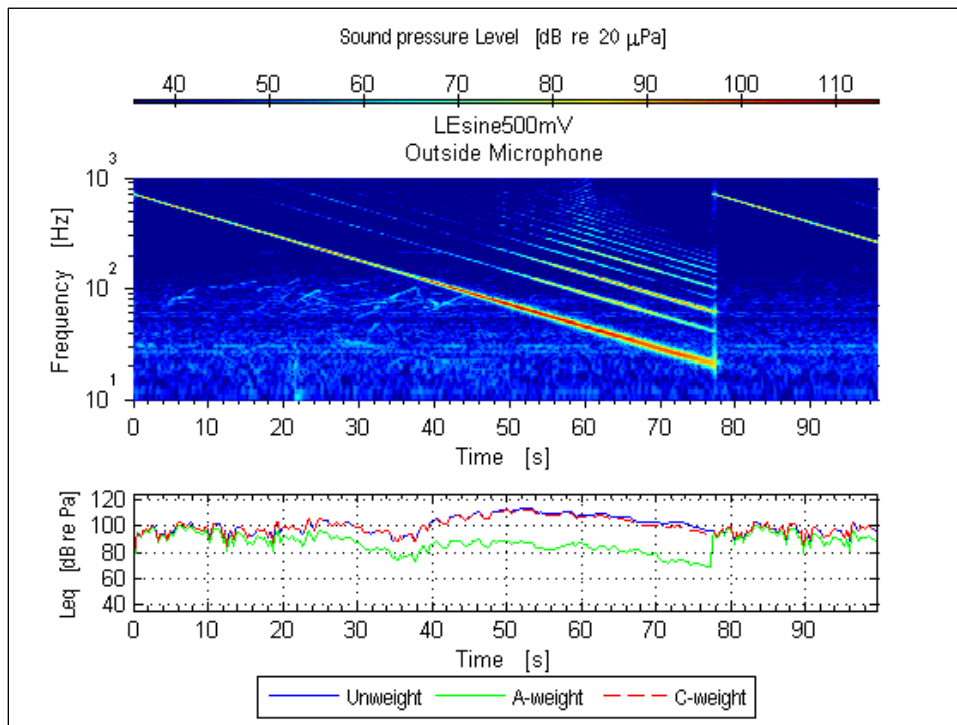 Sound pressure Level [dB re 20 μPa]
40 50 60 70 80 90 100 110
LEsine500mV
Outside Microphone
Frequency [Hz]
10³
10²
10¹
0 10 20 30 40 50 60 70 80 90
Time [s]
Leq [dB re Pa]
120
100
80
60
40
0 10 20 30 40 50 60 70 80 90
Time [s]
Unweight A-weight C-weight